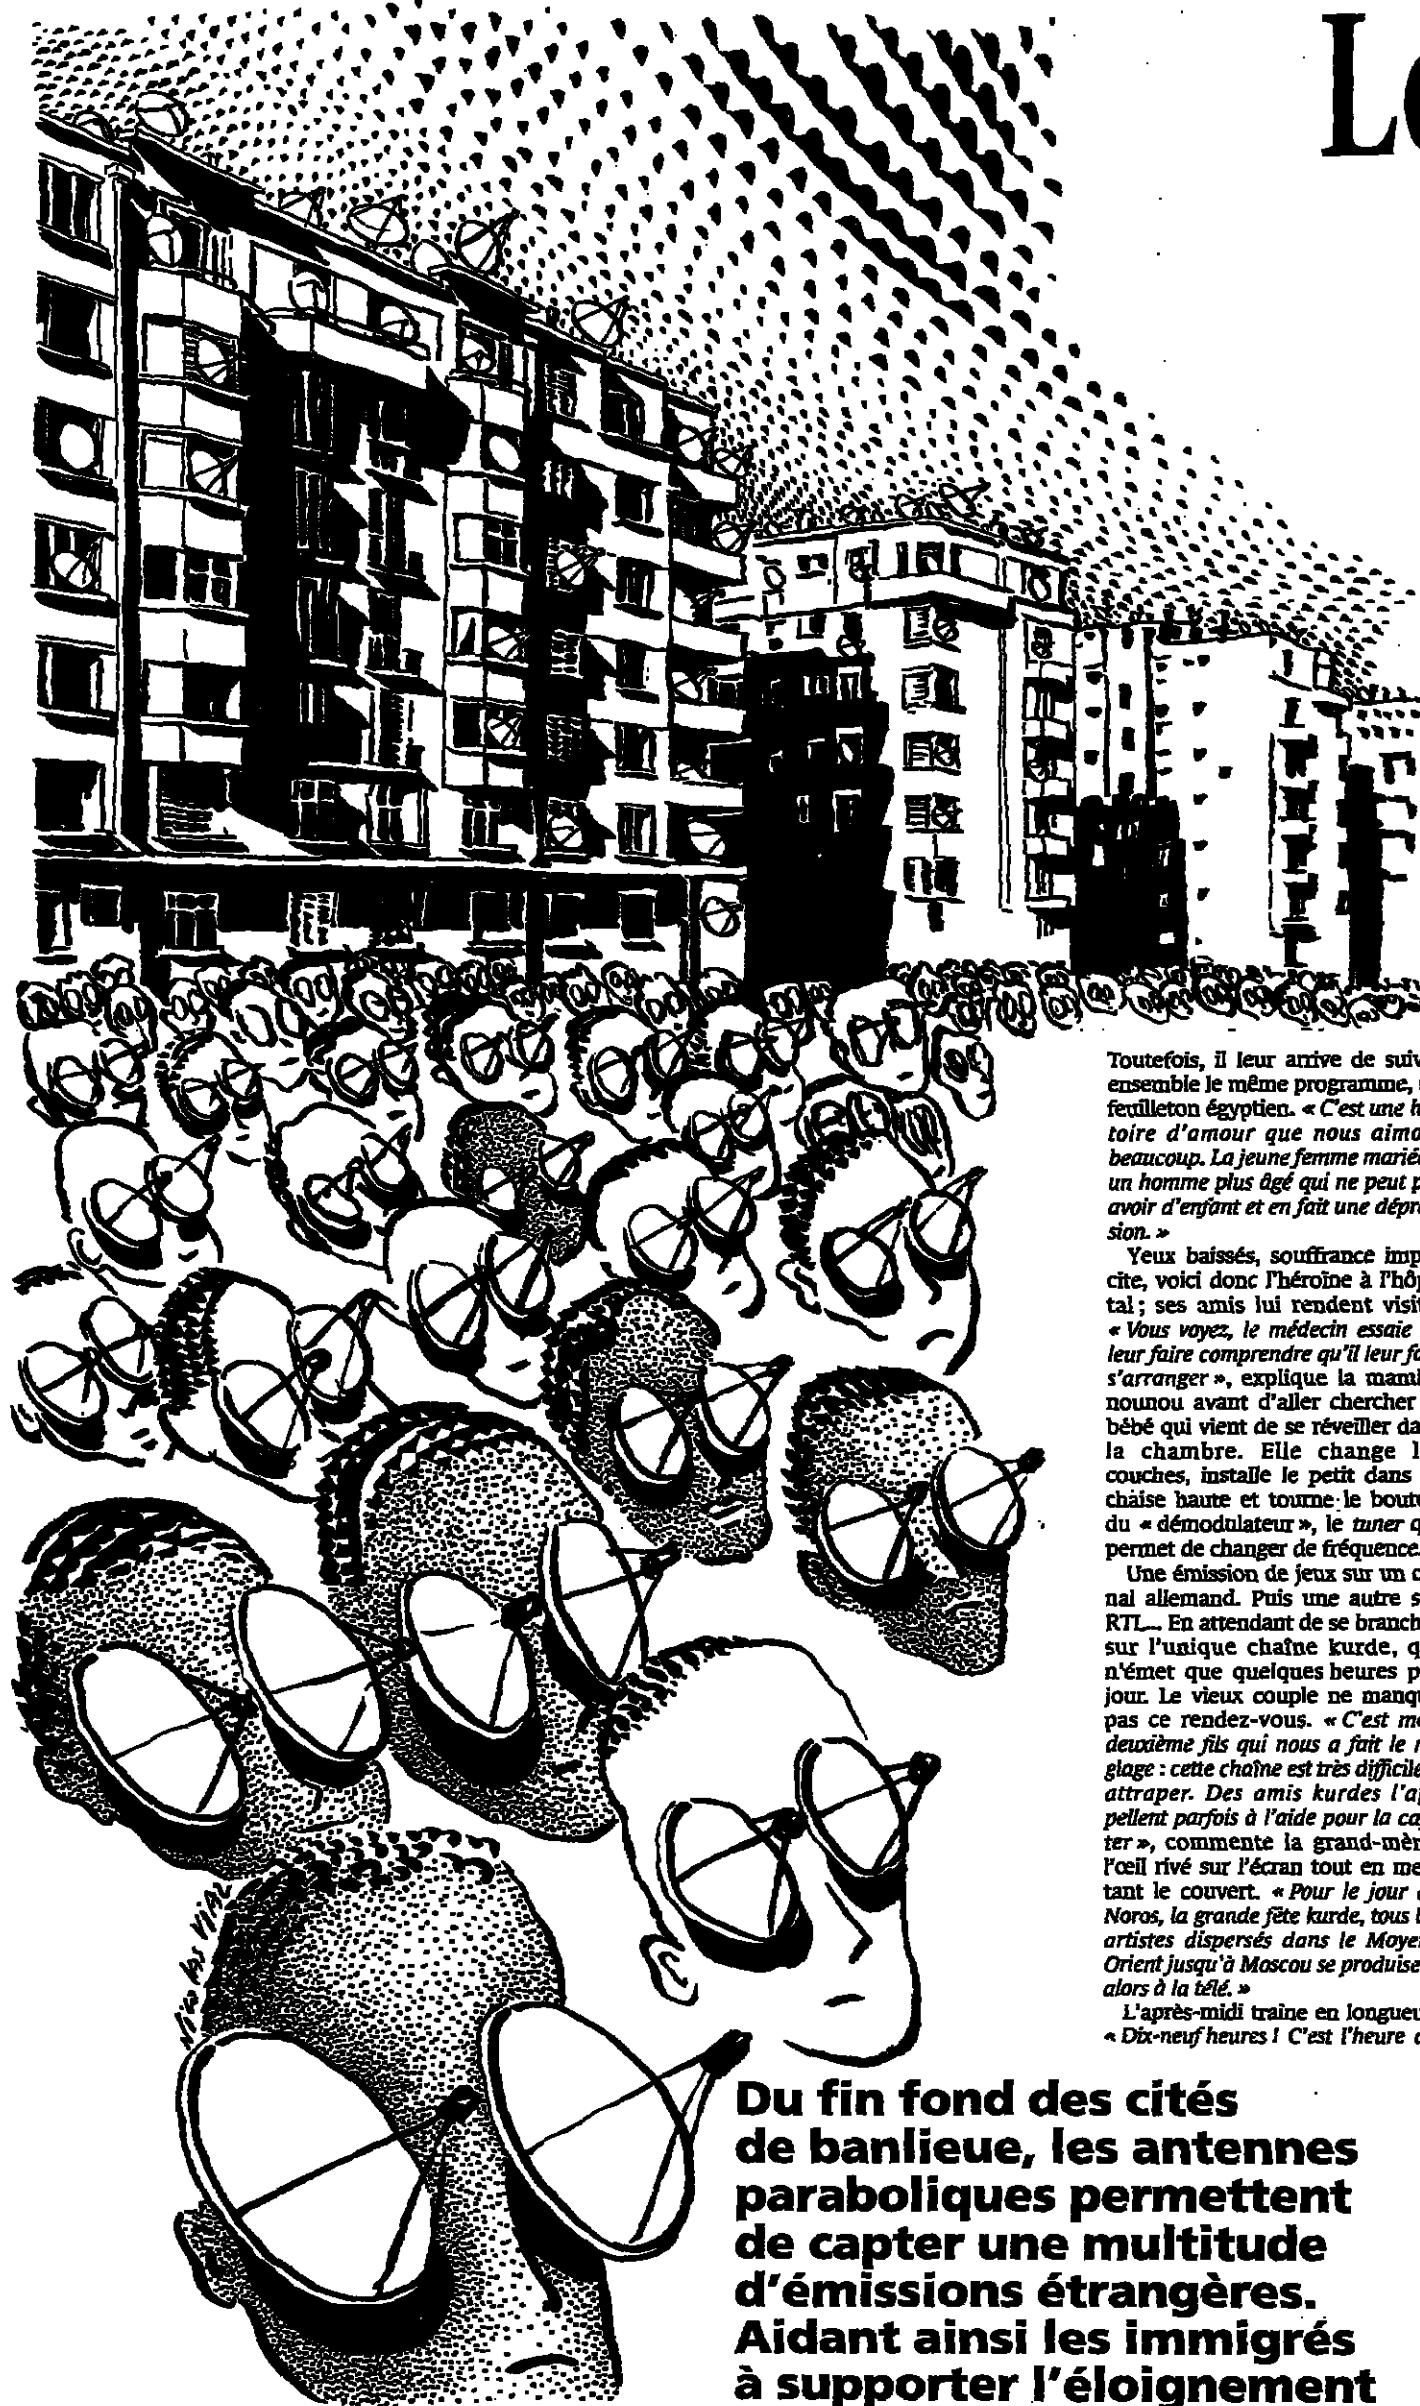 Toutefois, il leur arrive de suiv
ensemble le même programme,
feuilleton égyptien. « C'est une h
toire d'amour que nous aimo
beaucoup. La jeune femme marié
un homme plus âgé qui ne peut p
avoir d'enfant et en fait une dépre
sion. »
Yeux baissés, souffrance imp
cite, voici donc l'héroïne à l'hôp
tal ; ses amis lui rendent visit
« Vous voyez, le médecin essaie
leur faire comprendre qu'il leur fa
s'arranger », explique la mami
nounou avant d'aller chercher
bébé qui vient de se réveiller da
la chambre. Elle change l
couches, installe le petit dans
chaise haute et tourne le bout
du « démodulateur », le tuner q
permet de changer de fréquence.
Une émission de jeux sur un c
nal allemand. Puis une autre s
RTL... En attendant de se branch
sur l'unique chaîne kurde, q
n'émet que quelques heures p
jour. Le vieux couple ne manqu
pas ce rendez-vous. « C'est mo
deuxième fils qui nous a fait le r
glage : cette chaîne est très difficile
attraper. Des amis kurdes l'ap
pellent parfois à l'aide pour la cap
ter », commente la grand-mèr
l'œil rivé sur l'écran tout en me
tant le couvert. « Pour le jour
Noros, la grande fête kurde, tous l
artistes dispersés dans le Moye
Orient jusqu'à Moscou se produise
alors à la télé. »
L'après-midi traîne en longueu
« Dix-neuf heures ! C'est l'heure d
Nicolas VIAL
Du fin fond des cités
de banlieue, les antennes
paraboliques permettent
de capter une multitude
d'émissions étrangères.
Aidant ainsi les immigrés
à supporter l'éloignement